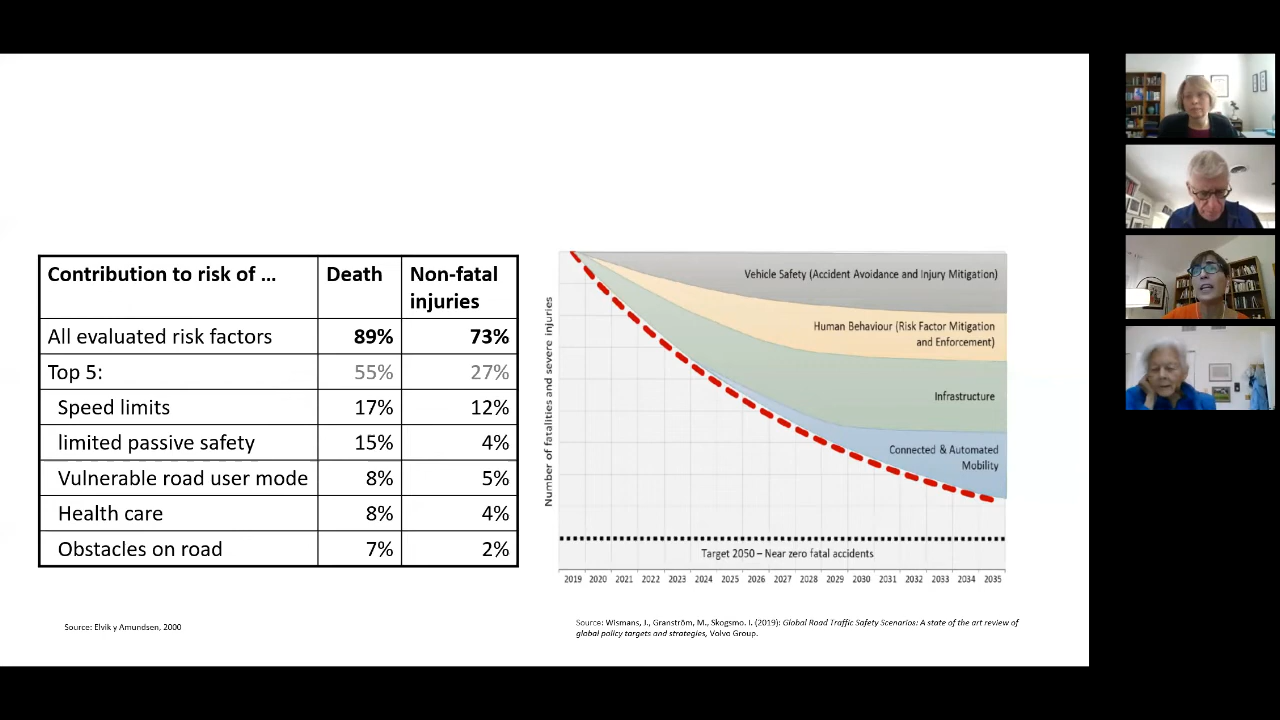 Contribution to risk of ... Death Non-fatal
injuries
All evaluated risk factors 89% 73%
Top 5: 55% 27%
Speed limits 17% 12%
limited passive safety 15% 4%
Vulnerable road user mode 8% 5%
Health care 8% 4%
Obstacles on road 7% 2%
Source: Elvik y Amundsen, 2000
Number of fatalities and severe injuries
Vehicle Safety (Accident Avoidance and Injury Mitigation)
Human Behaviour (Risk Factor Mitigation
and Enforcement)
Infrastructure
Connected & Automated
Mobility
Target 2050 – Near zero fatal accidents
2019 2020 2021 2022 2023 2024 2025 2026 2027 2028 2029 2030 2031 2032 2033 2034 2035
Source: Wismans, J., Granström, M., Skogsmo. I. (2019): Global Road Traffic Safety Scenarios: A state of the art review of
global policy targets and strategies, Volvo Group.